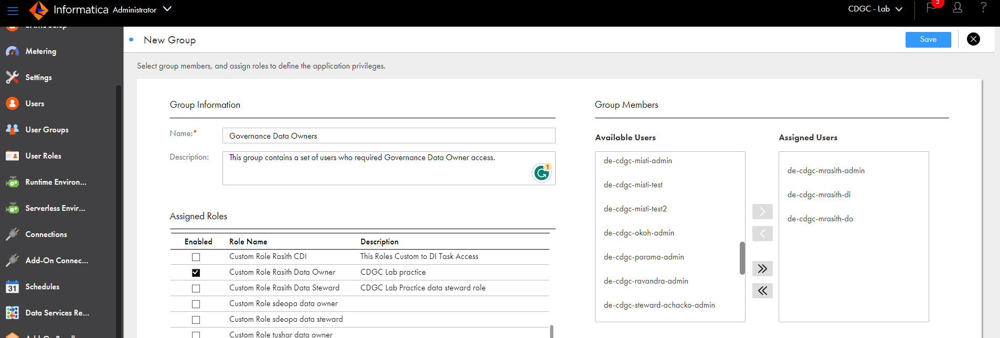 Informatica Administrator
CDGC - Lab
2
?
Metering
Settings
Users
User Groups
User Roles
Runtime Environ...
Serverless Envir...
Connections
Add-On Connec...
31
Schedules
Data Services Re...
New Group
Save
Select group members, and assign roles to define the application privileges.
Group Information
Name:*
Governance Data Owners
Description:
This group contains a set of users who required Governance Data Owner access.
1
Assigned Roles
Enabled Role Name Description
Custom Role Rasith CDI This Roles Custom to DI Task Access
Custom Role Rasith Data Owner CDGC Lab practice
Custom Role Rasith Data Steward CDGC Lab Practice data steward role
Custom Role sdeopa data owner
Custom Role sdeopa data steward
Custom Role tushar data owner
Group Members
Available Users
de-cdgc-misti-admin
de-cdgc-misti-test
de-cdgc-misti-test2
de-cdgc-okoh-admin
de-cdgc-parama-admin
de-cdgc-ravandra-admin
de-cdgc-steward-achacko-admin
Assigned Users
de-cdgc-mrasith-admin
de-cdgc-mrasith-di
de-cdgc-mrasith-do